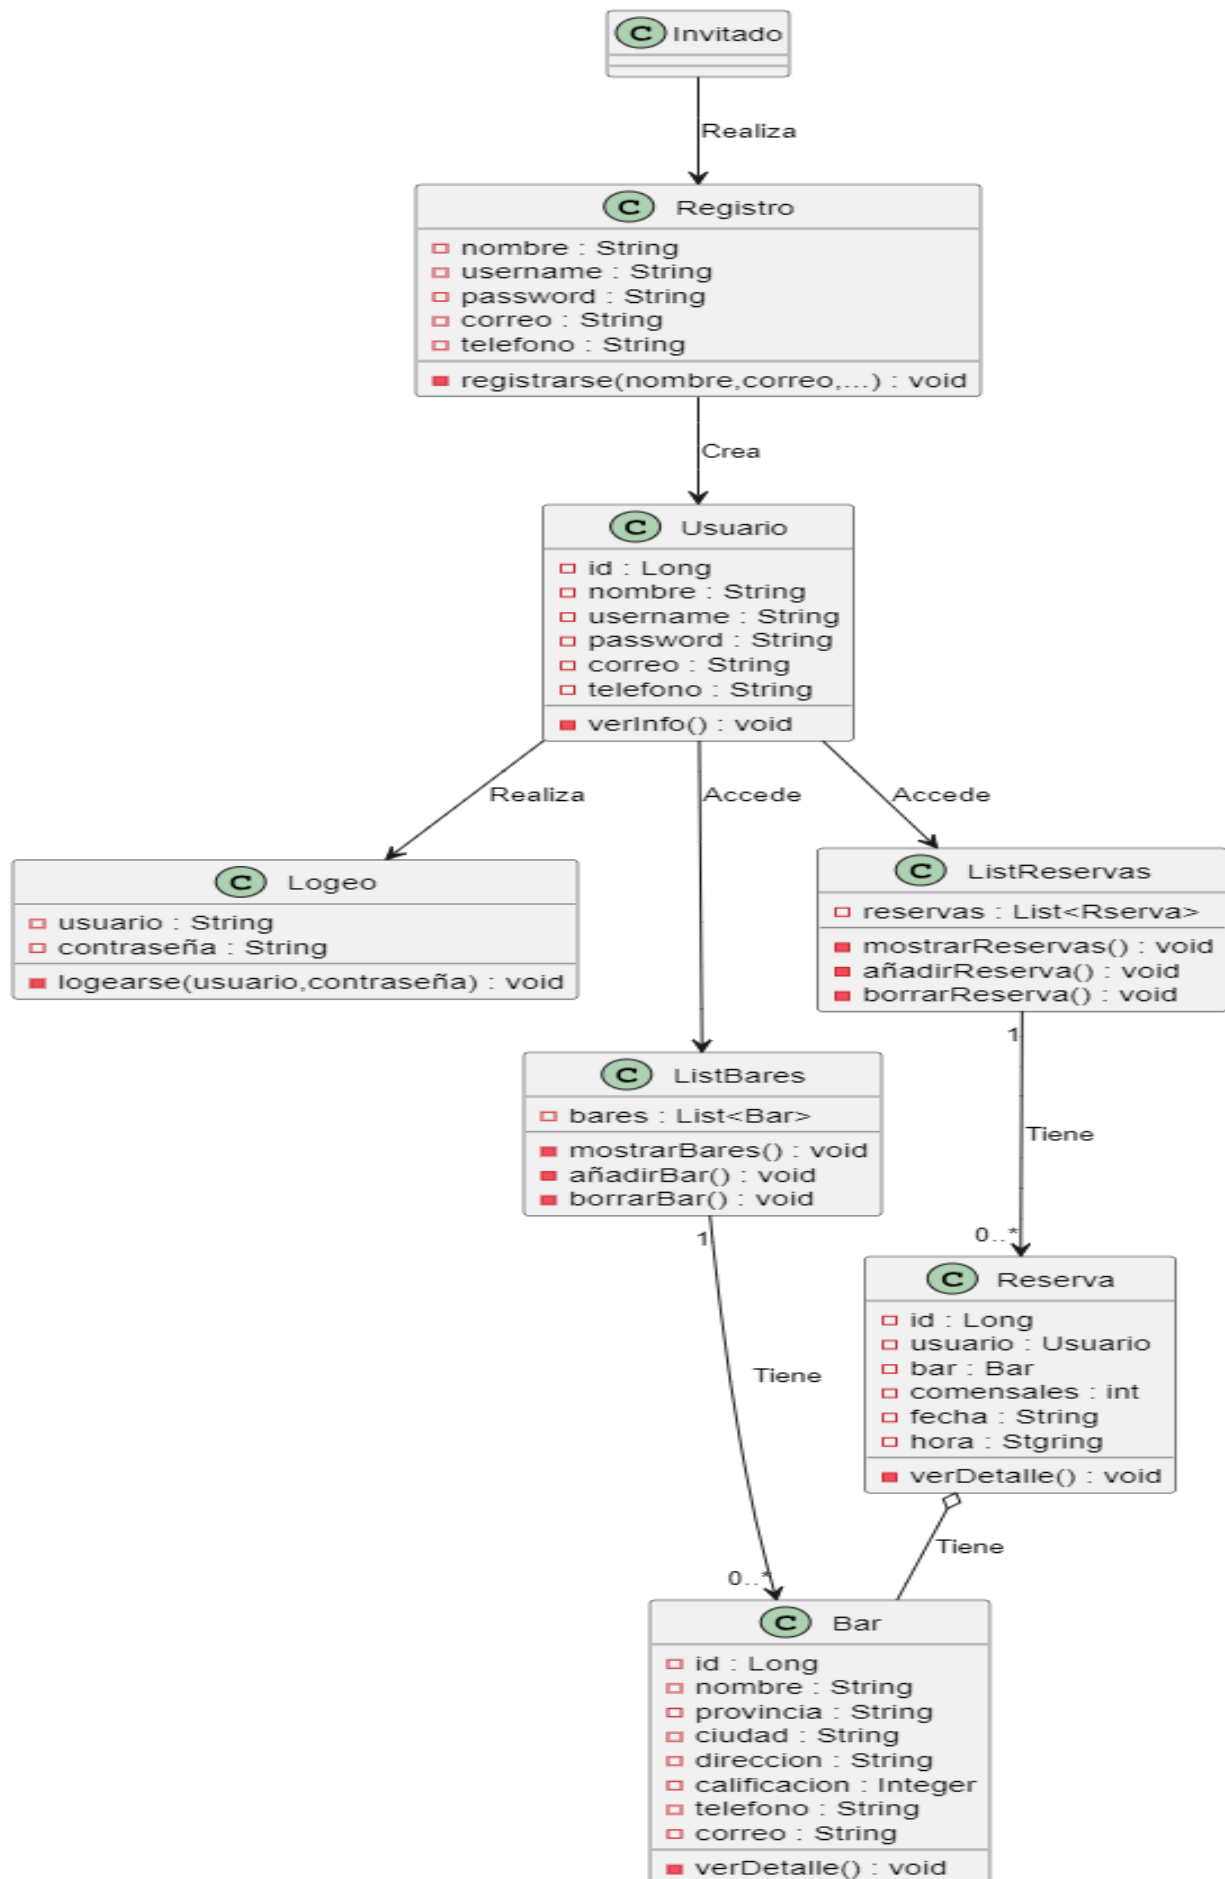 C Invitado
Realiza
C Registro
nombre : String
username : String
password : String
correo : String
telefono : String
registrarse(nombre,correo,...) : void
Crea
C Usuario
id : Long
nombre : String
username : String
password : String
correo : String
telefono : String
verInfo() : void
Realiza
Accede
Accede
C Logeo
usuario : String
contraseña : String
logearse(usuario,contraseña) : void
C ListReservas
reservas : List<Rserva>
mostrarReservas() : void
añadirReserva() : void
borrarReserva() : void
1
Tiene
0..*
C ListBares
bares : List<Bar>
mostrarBares() : void
añadirBar() : void
borrarBar() : void
1
Tiene
0..*
C Reserva
id : Long
usuario : Usuario
bar : Bar
comensales : int
fecha : String
hora : Stgring
verDetalle() : void
Tiene
C Bar
id : Long
nombre : String
provincia : String
ciudad : String
direccion : String
calificacion : Integer
telefono : String
correo : String
verDetalle() : void